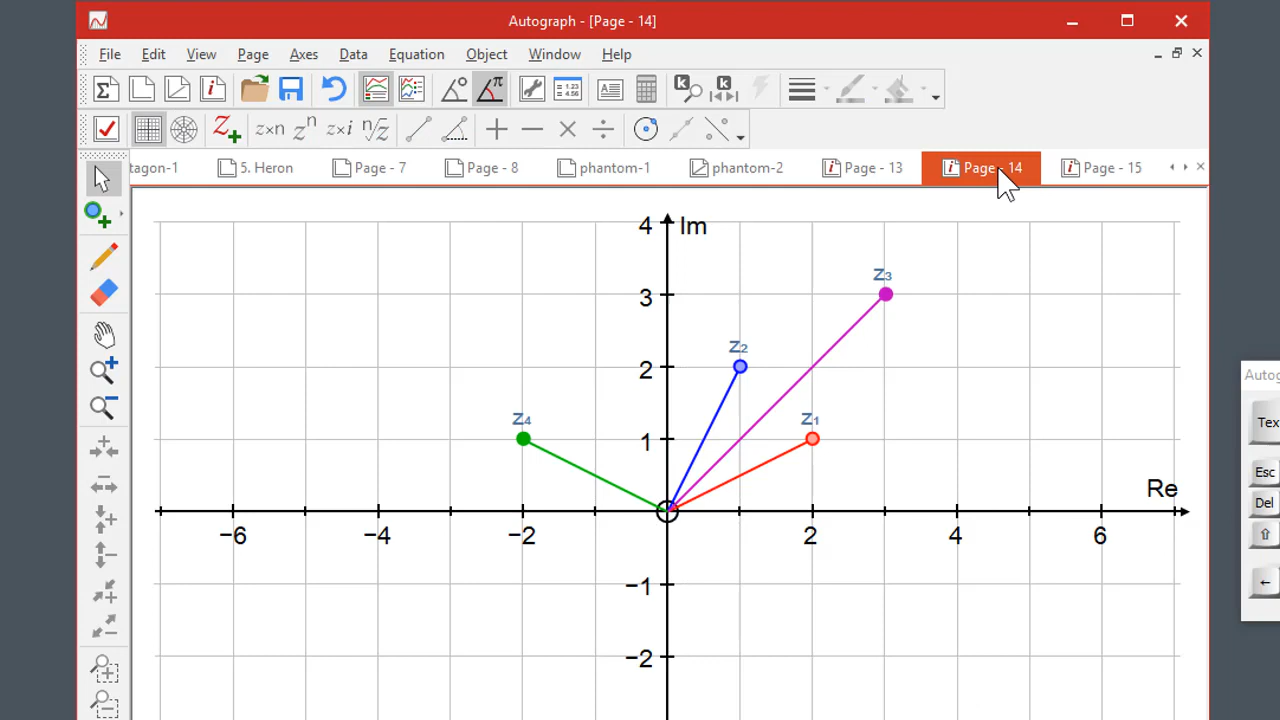 Autograph - [Page - 14]
File Edit View Page Axes Data Equation Object Window Help
z×n zⁿ z×i ⁿ√z
tagon-1 5. Heron Page - 7 Page - 8 phantom-1 phantom-2 Page - 13 Page - 14 Page - 15
4 Im
z₃
3
z₂
2
z₄ z₁
1
Re
−6 −4 −2 2 4 6
−1
−2
Autog
Tex
Esc
Del